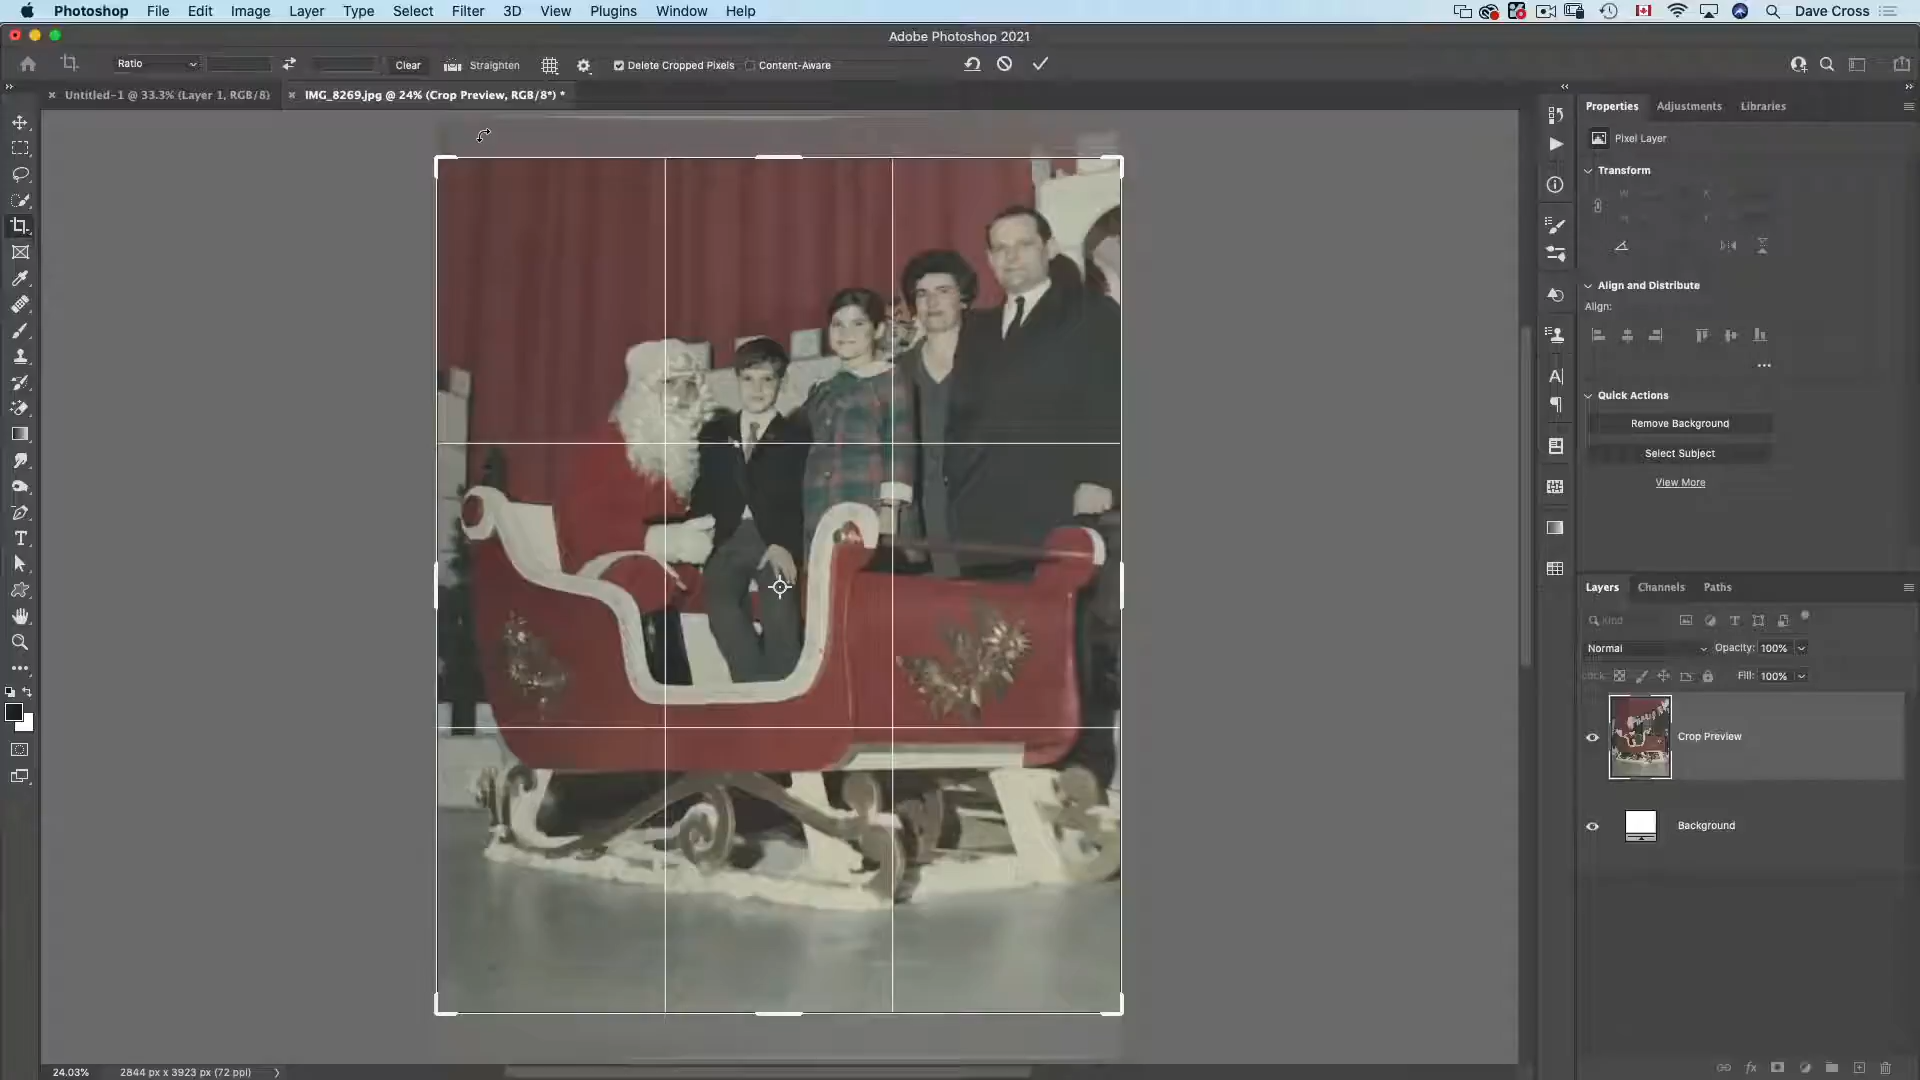 Photoshop File Edit Image Layer Type Select Filter 3D View Plugins Window Help Dave Cross
Adobe Photoshop 2021
Ratio Clear Straighten Delete Cropped Pixels Content-Aware
Untitled-1 @ 33.3% (Layer 1, RGB/8) IMG_8269.jpg @ 24% (Crop Preview, RGB/8*) *
Properties Adjustments Libraries
Pixel Layer
Transform
W X
H Y
Align and Distribute
Align:
Quick Actions
Remove Background
Select Subject
View More
Layers Channels Paths
Kind
Normal Opacity: 100%
Lock: Fill: 100%
Crop Preview
Background
24.03% 2844 px x 3923 px (72 ppi)